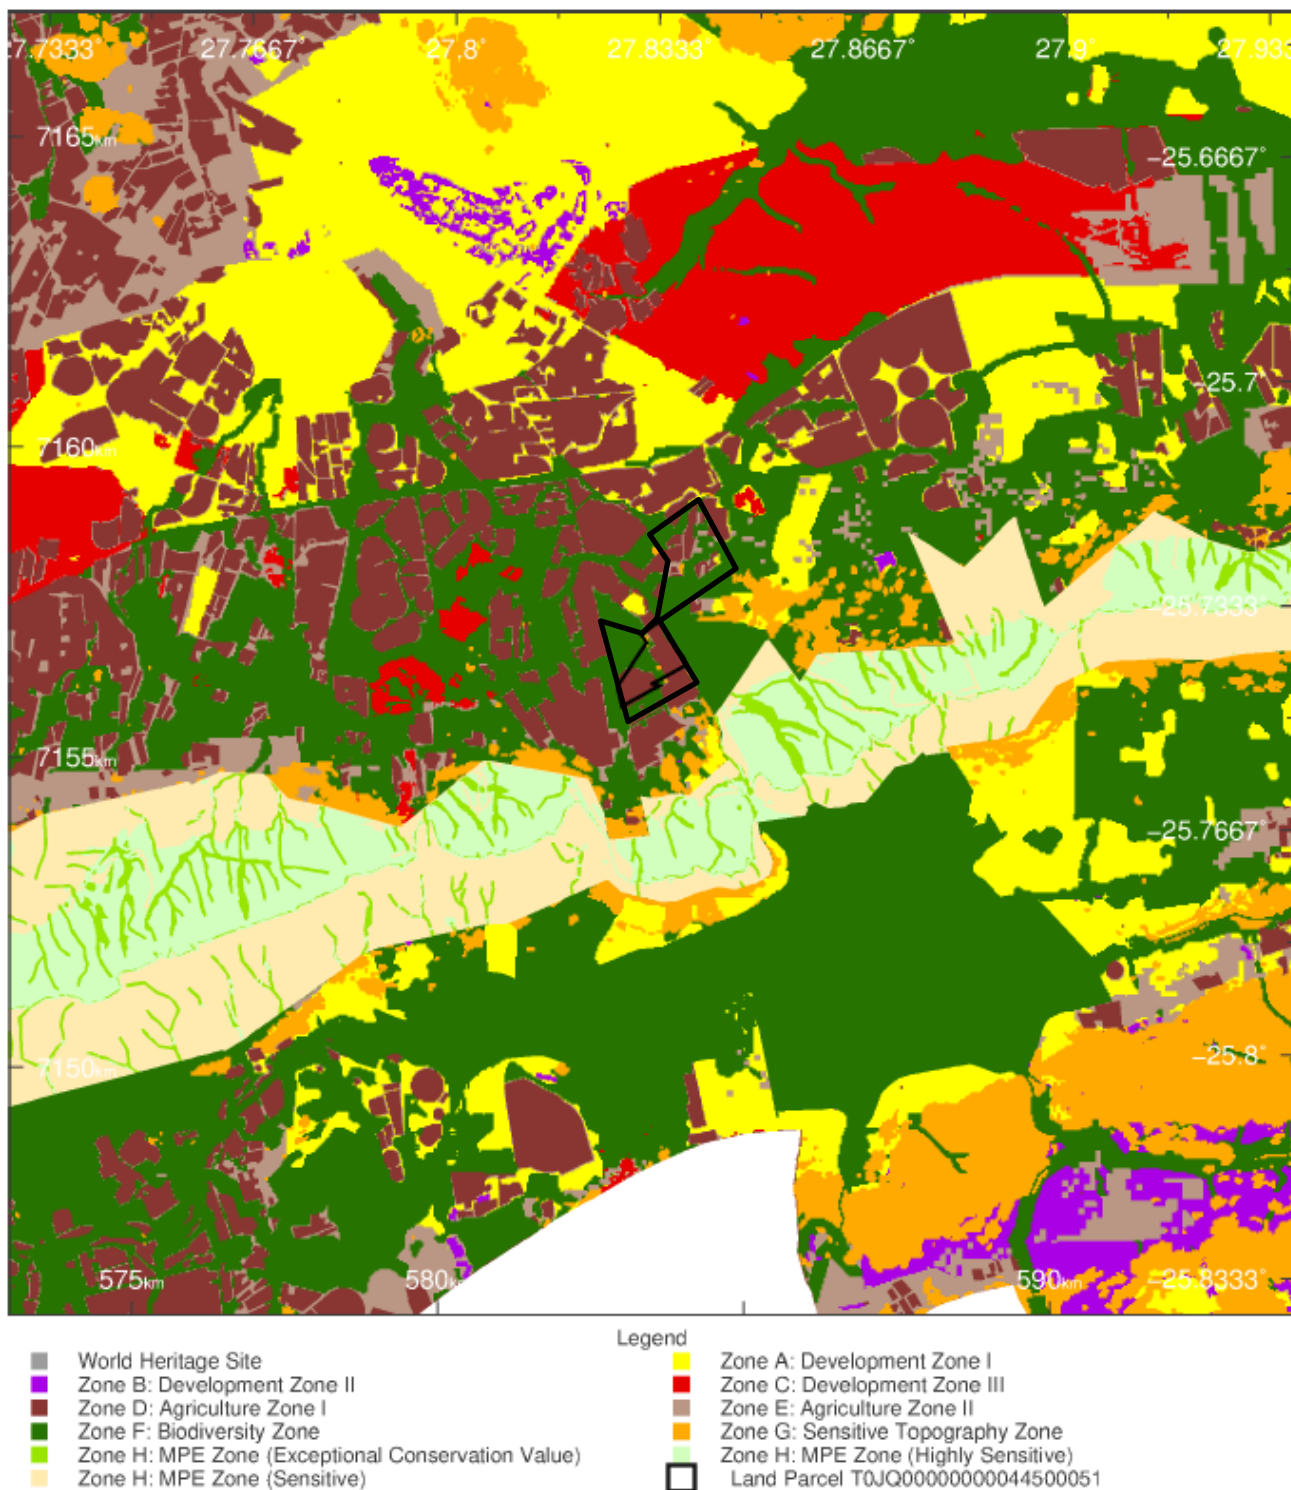 27.7333° 27.7667° 27.8° 27.8333° 27.8667° 27.9° 27.933
7165km
−25.6667°
−25.7°
7160km
−25.7333°
7155km
−25.7667°
7150km
−25.8°
575km 580k 590km −25.8333°
Legend
World Heritage Site
Zone A: Development Zone I
Zone B: Development Zone II
Zone C: Development Zone III
Zone D: Agriculture Zone I
Zone E: Agriculture Zone II
Zone F: Biodiversity Zone
Zone G: Sensitive Topography Zone
Zone H: MPE Zone (Exceptional Conservation Value)
Zone H: MPE Zone (Highly Sensitive)
Zone H: MPE Zone (Sensitive)
Land Parcel T0JQ00000000044500051